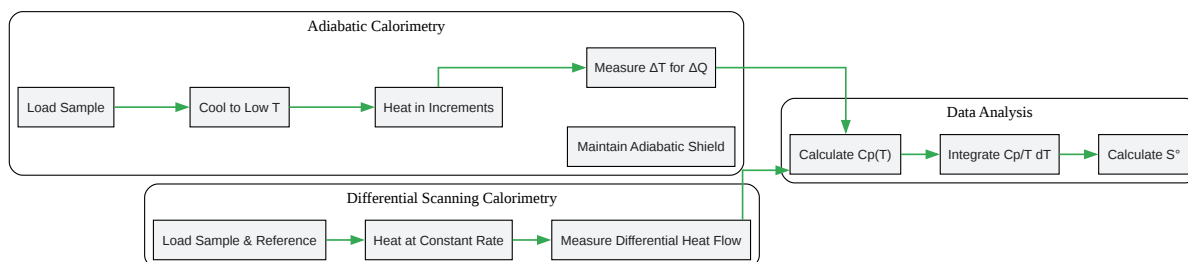 Adiabatic Calorimetry
Load Sample
Cool to Low T
Heat in Increments
Measure ΔT for ΔQ
Maintain Adiabatic Shield
Differential Scanning Calorimetry
Load Sample & Reference
Heat at Constant Rate
Measure Differential Heat Flow
Data Analysis
Calculate Cp(T)
Integrate Cp/T dT
Calculate S°